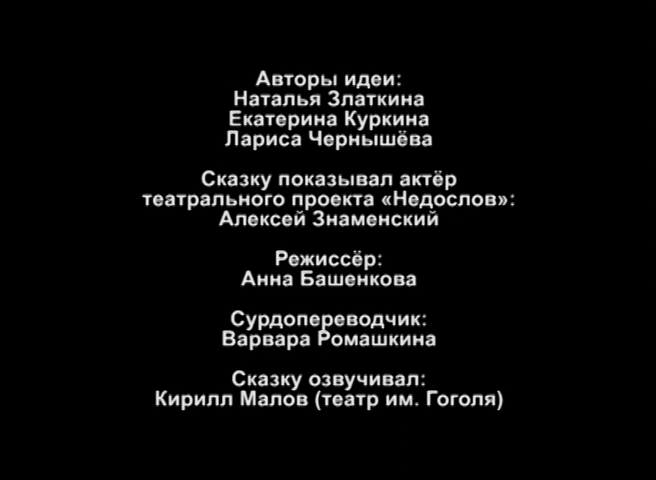 Авторы идеи:
Наталья Златкина
Екатерина Куркина
Лариса Чернышёва
Сказку показывал актёр
театрального проекта «Недослов»:
Алексей Знаменский
Режиссёр:
Анна Башенкова
Сурдопереводчик:
Варвара Ромашкина
Сказку озвучивал:
Кирилл Малов (театр им. Гоголя)